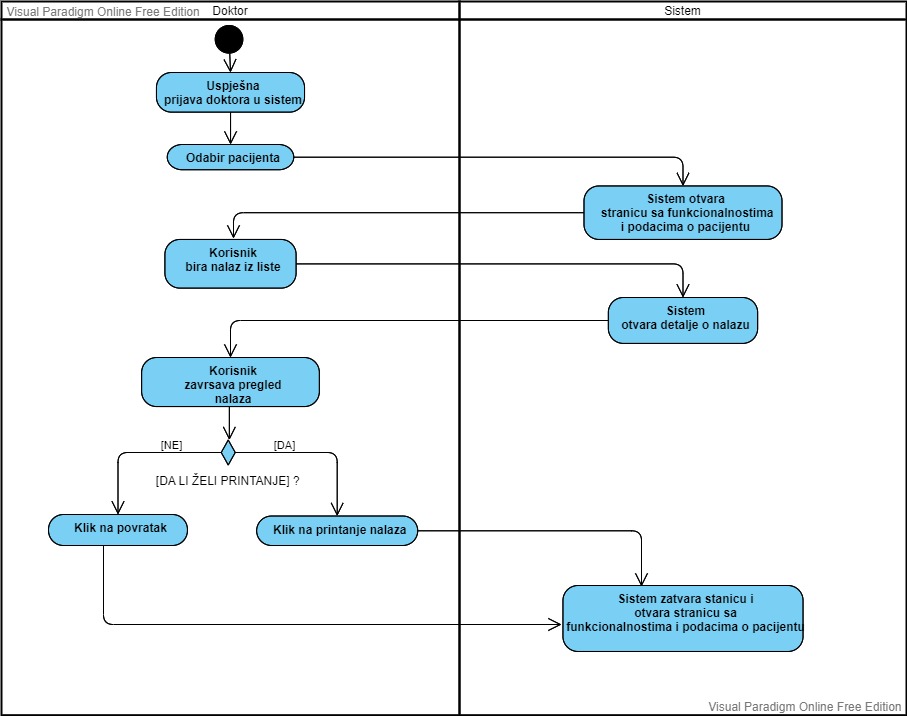 Visual Paradigm Online Free Edition
Doktor
Sistem
Uspješna
prijava doktora u sistem
Odabir pacijenta
Sistem otvara
stranicu sa funkcionalnostima
i podacima o pacijentu
Korisnik
bira nalaz iz liste
Sistem
otvara detalje o nalazu
Korisnik
zavrsava pregled
nalaza
[NE]
[DA]
[DA LI ŽELI PRINTANJE] ?
Klik na povratak
Klik na printanje nalaza
Sistem zatvara stanicu i
otvara stranicu sa
funkcionalnostima i podacima o pacijentu
Visual Paradigm Online Free Edition